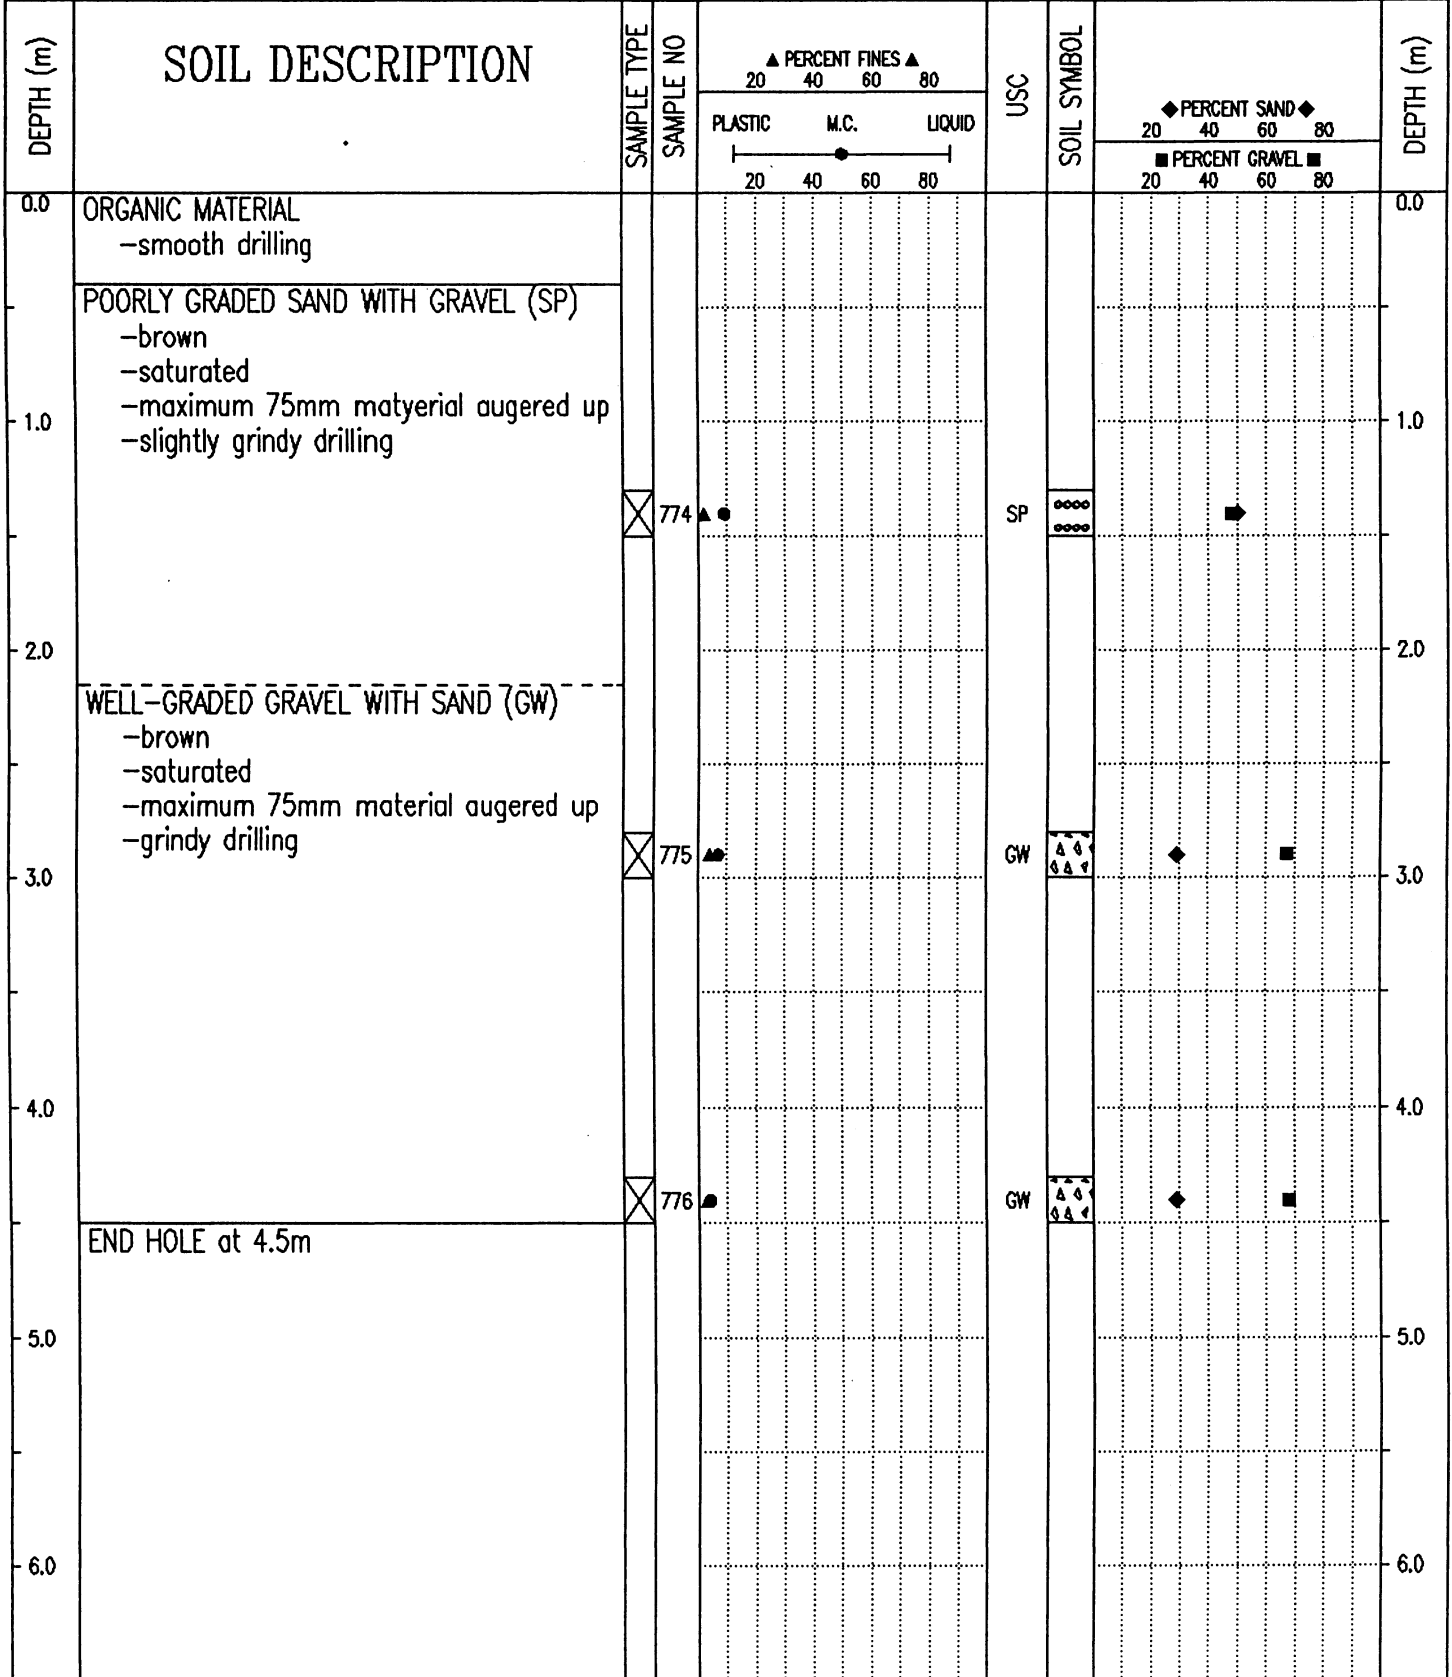 DEPTH (m)
SOIL DESCRIPTION
SAMPLE TYPE
SAMPLE NO
▲ PERCENT FINES ▲
20 40 60 80
PLASTIC M.C. LIQUID
20 40 60 80
USC
SOIL SYMBOL
◆PERCENT SAND◆
20 40 60 80
■PERCENT GRAVEL■
20 40 60 80
DEPTH (m)
0.0 ORGANIC MATERIAL 0.0
-smooth drilling
POORLY GRADED SAND WITH GRAVEL (SP)
-brown
-saturated
-maximum 75mm matyerial augered up
1.0 1.0
-slightly grindy drilling
774 SP
2.0 2.0
WELL-GRADED GRAVEL WITH SAND (GW)
-brown
-saturated
-maximum 75mm material augered up
-grindy drilling
775 GW
3.0 3.0
4.0 4.0
776 GW
END HOLE at 4.5m
5.0 5.0
6.0 6.0